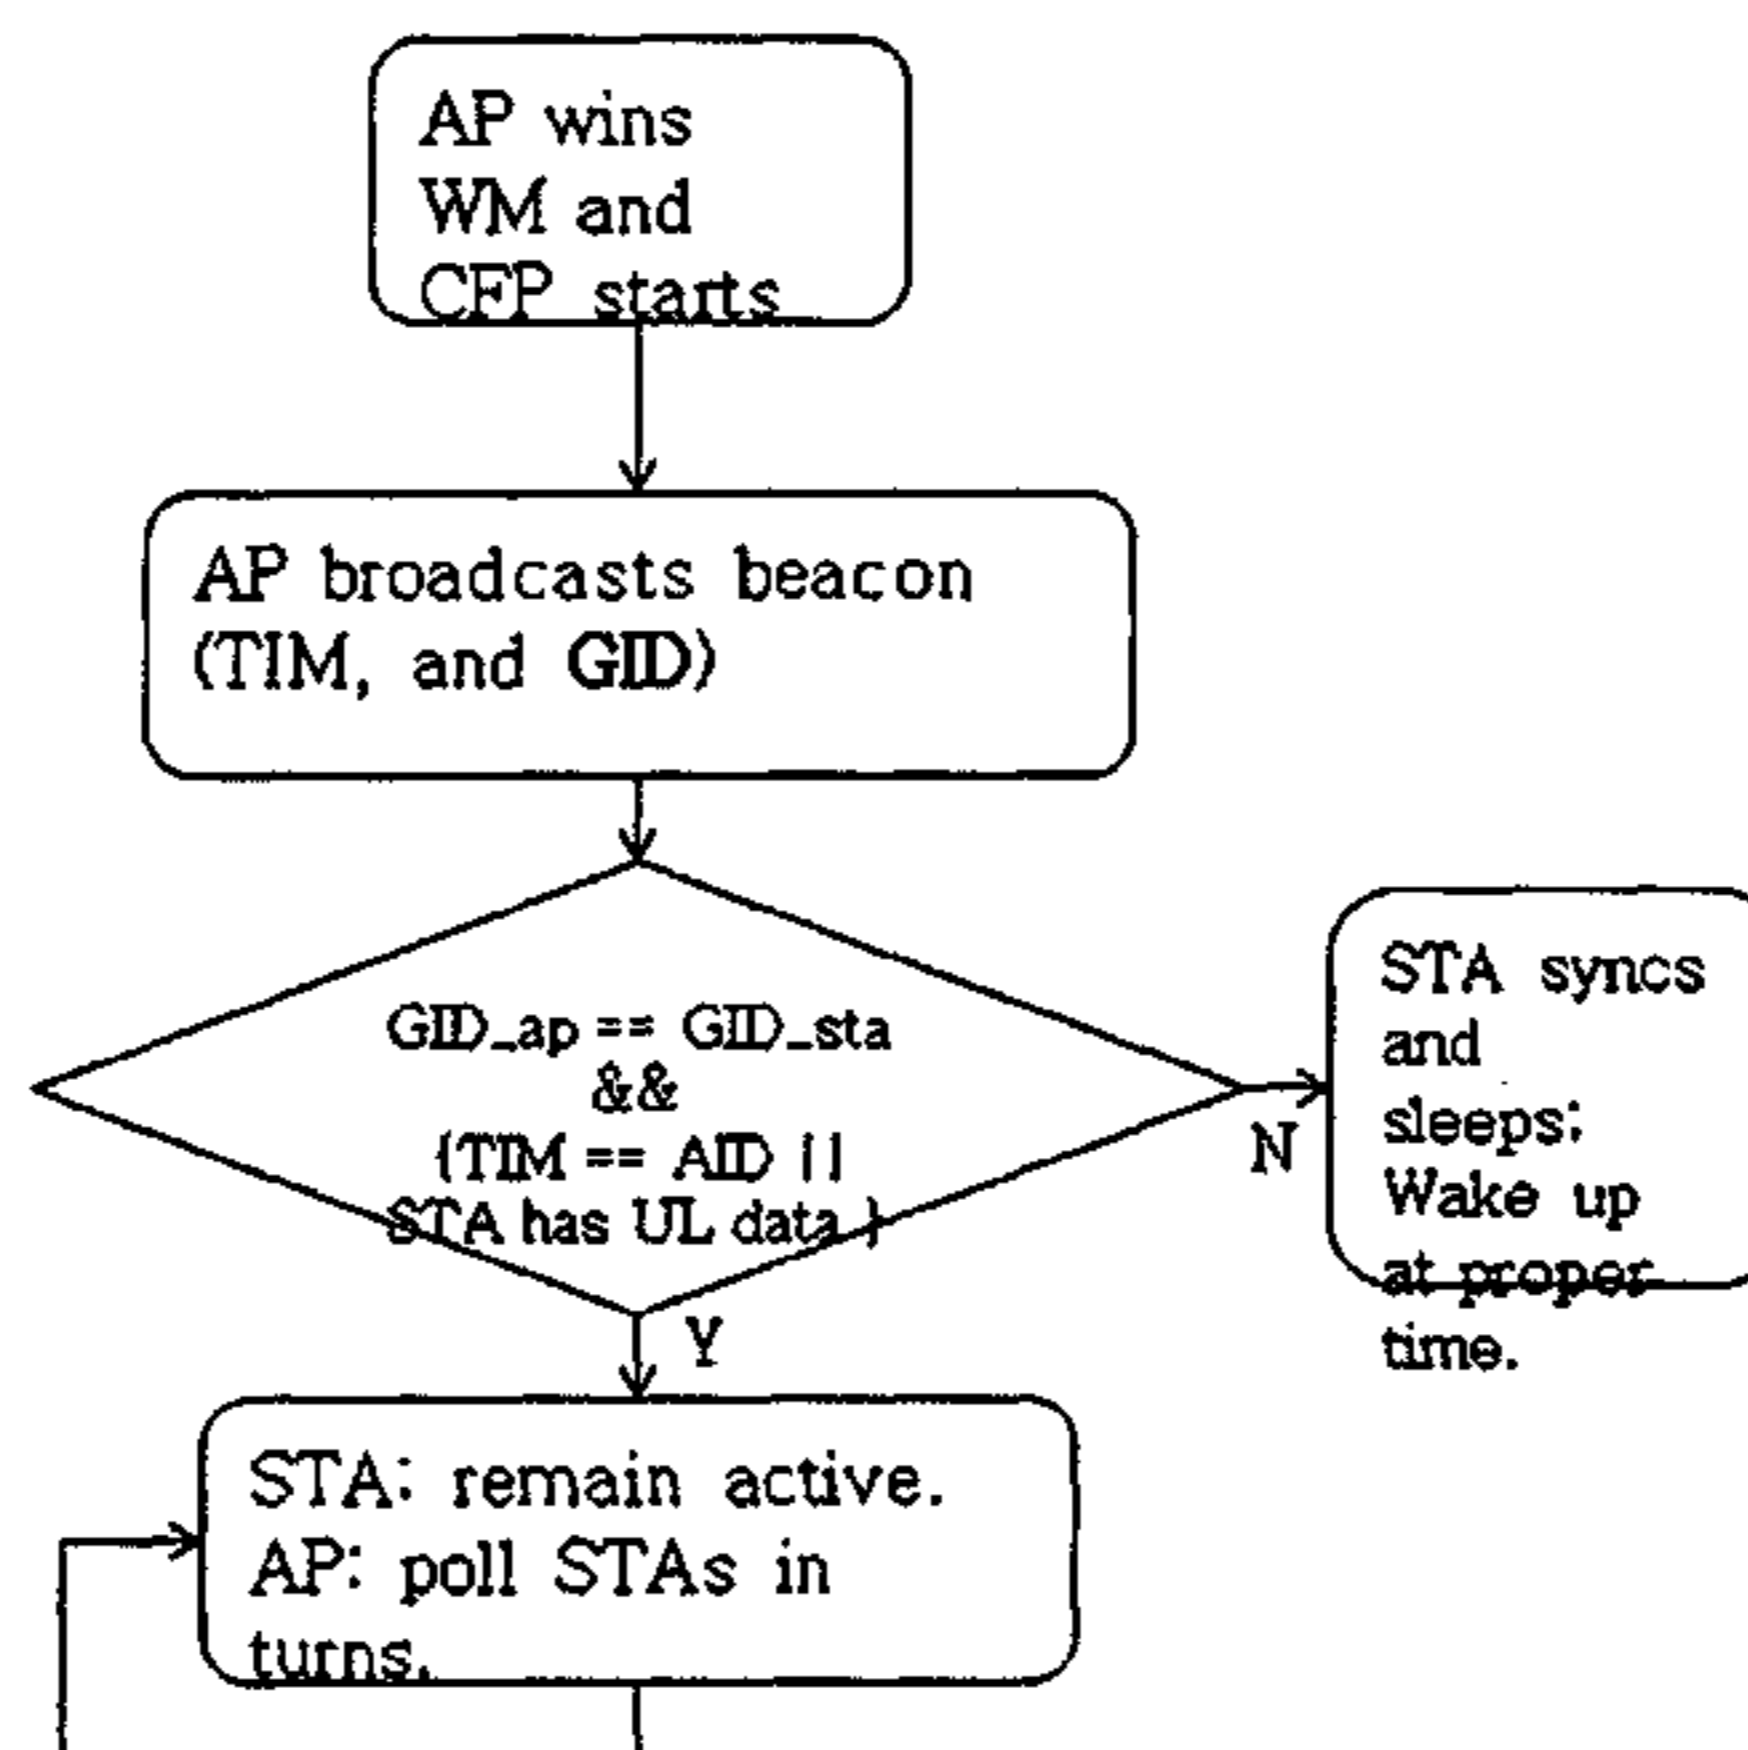 AP wins
WM and
CFP starts
AP broadcasts beacon
(TIM, and GID)
GID_ap == GID_sta
&&
(TIM == AID ||
STA has UL data )
N
STA syncs
and
sleeps;
Wake up
at proper
time.
Y
STA: remain active.
AP: poll STAs in
turns.